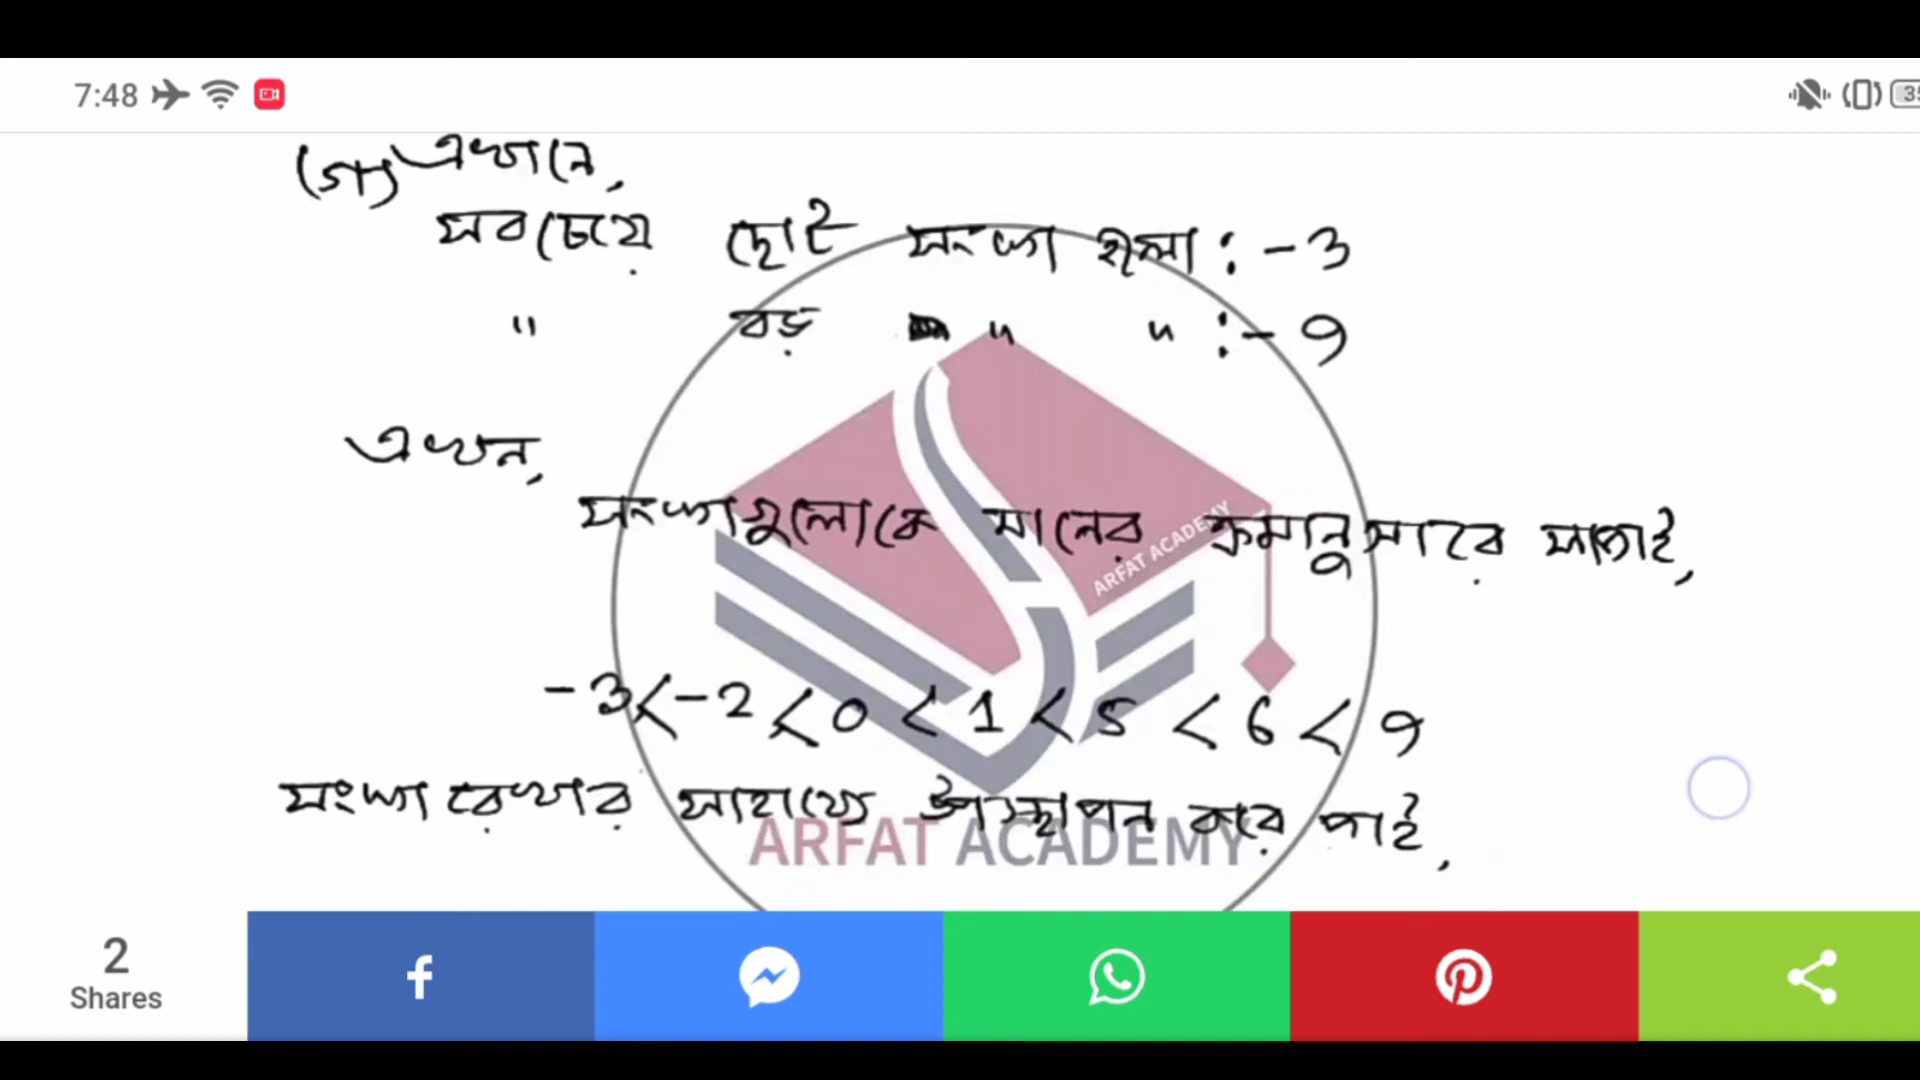 7:48
35
(গ) এখানে,
সবচেয়ে ছোট সংখ্যা হলো : -3
" বড় " " :- 9
এখন,
সংখ্যাগুলোকে মানের ক্রমানুসারে সাজাই,
ARFAT ACADEMY
-3 < -2 < 0 < 1 < 5 < 6 < 9
সংখ্যা রেখার সাহায্যে উপস্থাপন করে পাই,
ARFAT ACADEMY
2
Shares